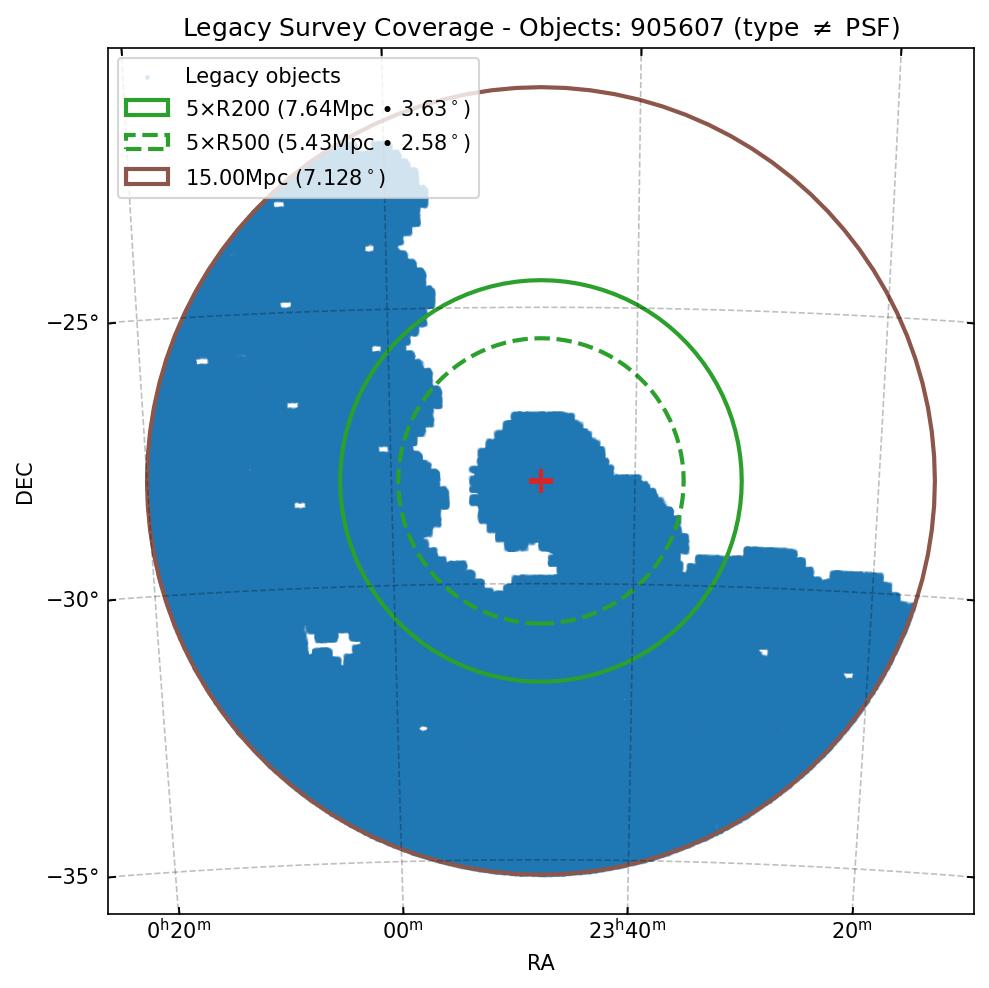 Legacy Survey Coverage - Objects: 905607 (type ≠ PSF)
Legacy objects
5×R200 (7.64Mpc • 3.63°)
5×R500 (5.43Mpc • 2.58°)
15.00Mpc (7.128°)
−25°
−30°
−35°
DEC
0ʰ20ᵐ 00ᵐ 23ʰ40ᵐ 20ᵐ
RA